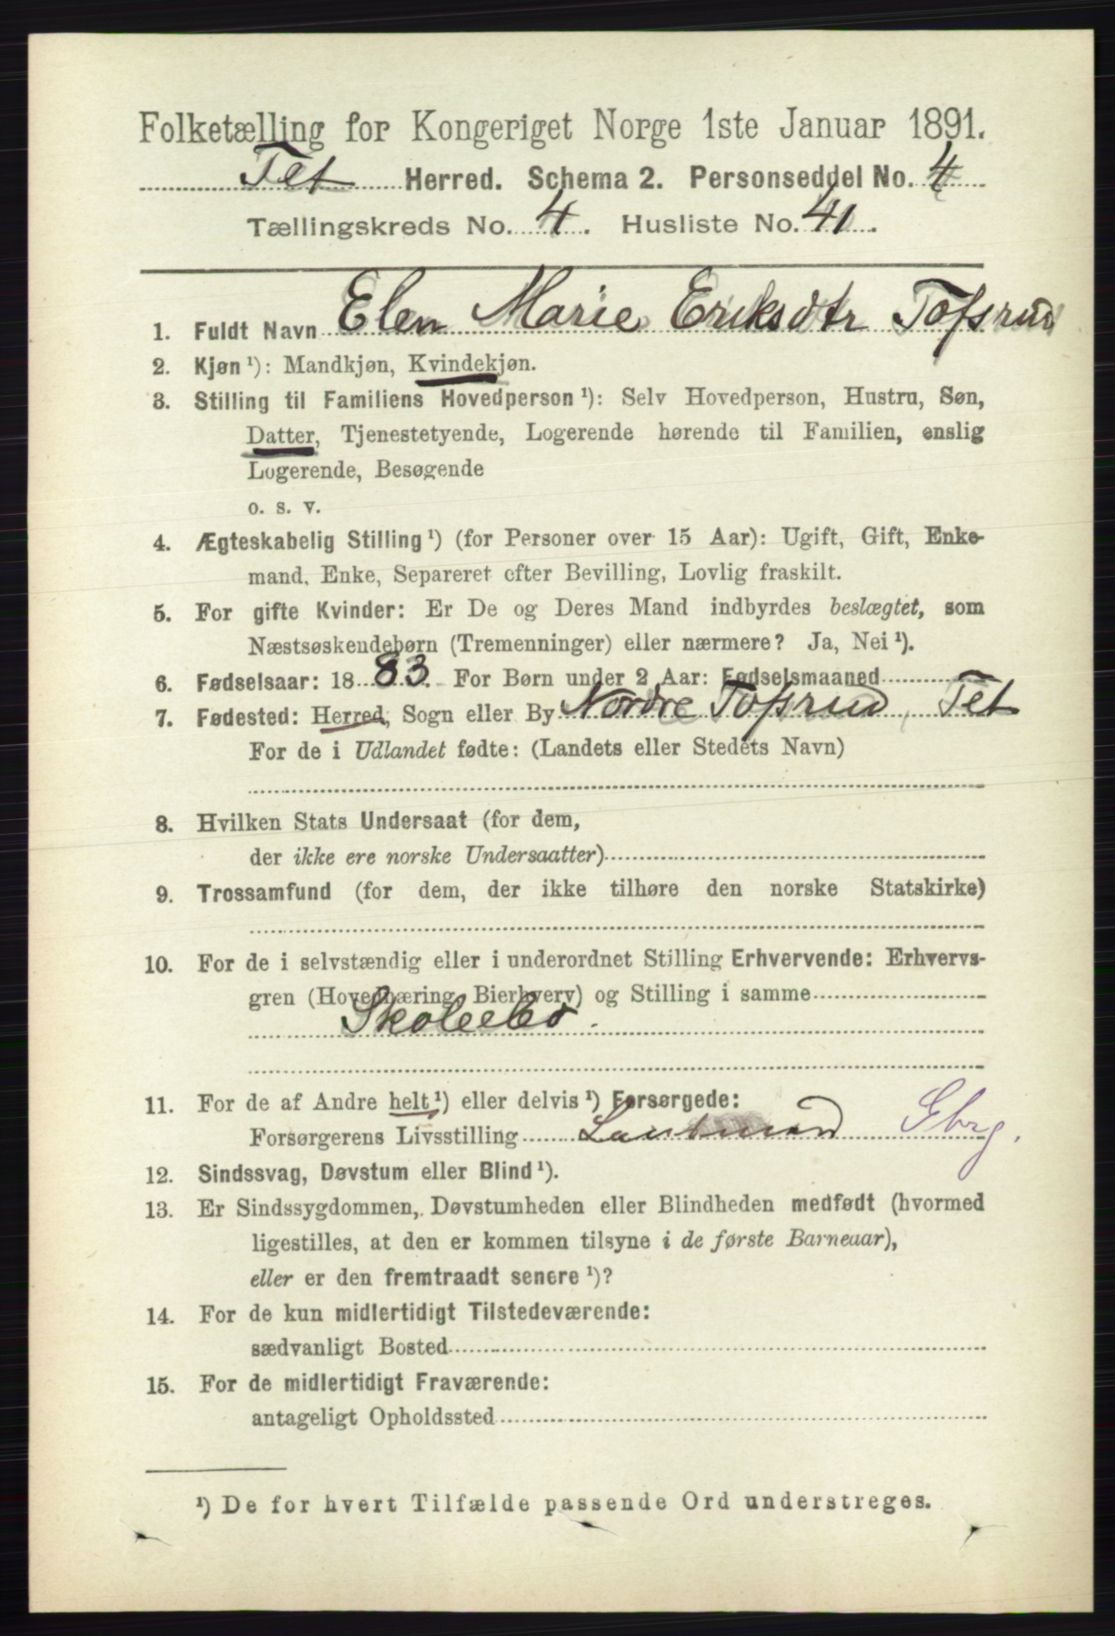 Folketælling for Kongeriget Norge 1ste Januar 1891.
Fet Herred. Schema 2. Personseddel No. 4
Tællingskreds No. 4. Husliste No. 41.
1. Fuldt Navn Elen Marie Eriksdtr Tofsrud
2. Kjøn ¹): Mandkjøn, Kvindekjøn.
3. Stilling til Familiens Hovedperson ¹): Selv Hovedperson, Hustru, Søn,
Datter, Tjenestetyende, Logerende hørende til Familien, enslig
Logerende, Besøgende
o. s. v.
4. Ægteskabelig Stilling ¹) (for Personer over 15 Aar): Ugift, Gift, Enke-
mand, Enke, Separeret efter Bevilling, Lovlig fraskilt.
5. For gifte Kvinder: Er De og Deres Mand indbyrdes beslægtet, som
Næstsøskendebørn (Tremenninger) eller nærmere? Ja, Nei ¹).
6. Fødselsaar: 1883. For Børn under 2 Aar: Fødselsmaaned
7. Fødested: Herred, Sogn eller By Nordre Tofsrud, Fet
For de i Udlandet fødte: (Landets eller Stedets Navn)
8. Hvilken Stats Undersaat (for dem,
der ikke ere norske Undersaatter)
9. Trossamfund (for dem, der ikke tilhøre den norske Statskirke)
10. For de i selvstændig eller i underordnet Stilling Erhvervende: Erhvervs-
gren (Hovednæring, Bierhverv) og Stilling i samme
Skoleelev.
11. For de af Andre helt ¹) eller delvis ¹) Forsørgede:
Forsørgerens Livsstilling Landmand Gbrg.
12. Sindssvag, Døvstum eller Blind ¹).
13. Er Sindssygdommen, Døvstumheden eller Blindheden medfødt (hvormed
ligestilles, at den er kommen tilsyne i de første Barneaar),
eller er den fremtraadt senere ¹)?
14. For de kun midlertidigt Tilstedeværende:
sædvanligt Bosted
15. For de midlertidigt Fraværende:
antageligt Opholdssted
¹) De for hvert Tilfælde passende Ord understreges.